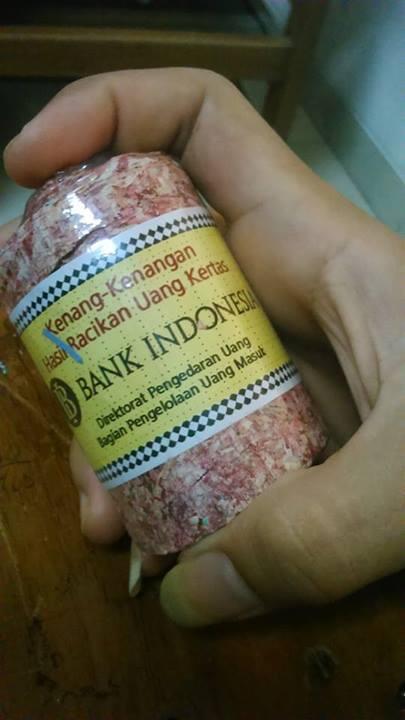 Kenang-Kenangan
Hasil Racikan Uang Kertas
BANK INDONESIA
Direktorat Pengedaran Uang
Bagian Pengelolaan Uang Masuk